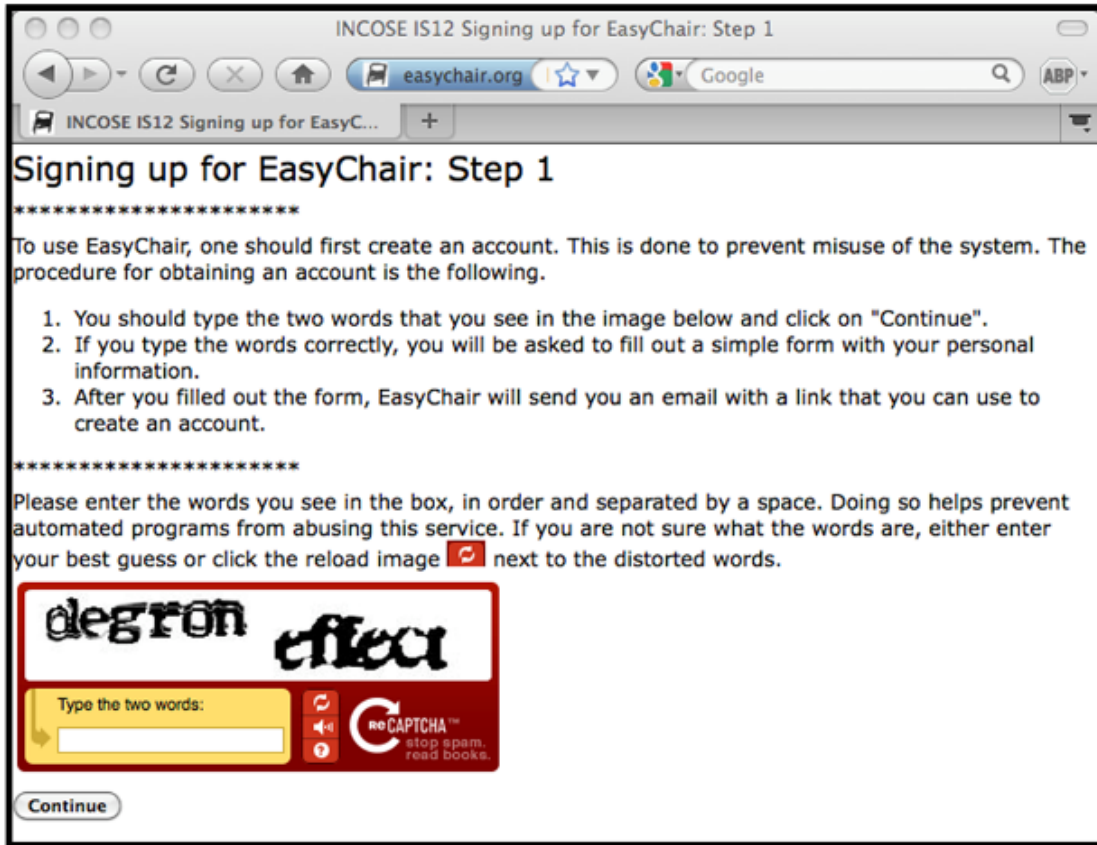 INCOSE IS12 Signing up for EasyChair: Step 1
easychair.org Google ABP
INCOSE IS12 Signing up for EasyC... +
Signing up for EasyChair: Step 1
**********************
To use EasyChair, one should first create an account. This is done to prevent misuse of the system. The
procedure for obtaining an account is the following.
1. You should type the two words that you see in the image below and click on "Continue".
2. If you type the words correctly, you will be asked to fill out a simple form with your personal
information.
3. After you filled out the form, EasyChair will send you an email with a link that you can use to
create an account.
**********************
Please enter the words you see in the box, in order and separated by a space. Doing so helps prevent
automated programs from abusing this service. If you are not sure what the words are, either enter
your best guess or click the reload image next to the distorted words.
degron effect
Type the two words:
reCAPTCHA™
stop spam.
read books.
Continue